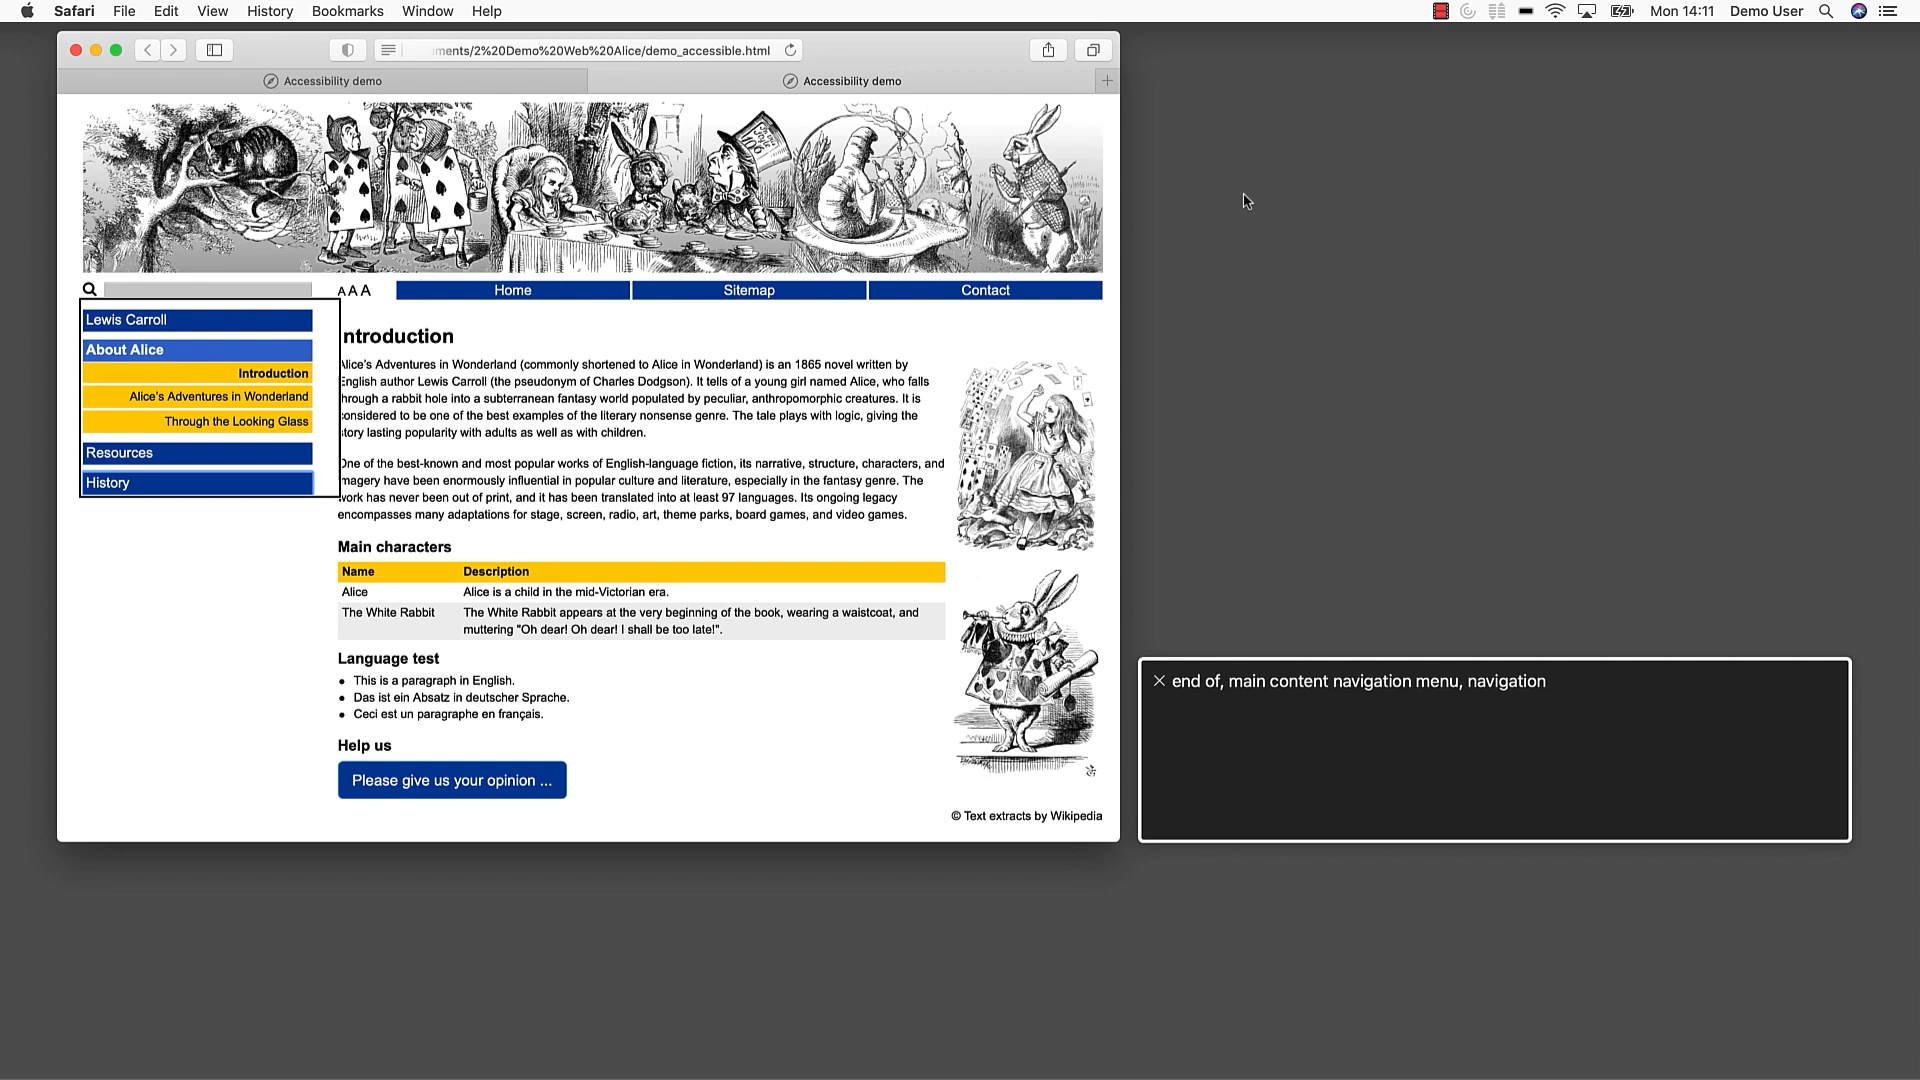 Safari File Edit View History Bookmarks Window Help Mon 14:11 Demo User
ments/2%20Demo%20Web%20Alice/demo_accessible.html
Accessibility demo Accessibility demo
A A A Home Sitemap Contact
Lewis Carroll
About Alice
Introduction
Alice's Adventures in Wonderland
Through the Looking Glass
Resources
History
ntroduction
Alice's Adventures in Wonderland (commonly shortened to Alice in Wonderland) is an 1865 novel written by
English author Lewis Carroll (the pseudonym of Charles Dodgson). It tells of a young girl named Alice, who falls
through a rabbit hole into a subterranean fantasy world populated by peculiar, anthropomorphic creatures. It is
considered to be one of the best examples of the literary nonsense genre. The tale plays with logic, giving the
story lasting popularity with adults as well as with children.
One of the best-known and most popular works of English-language fiction, its narrative, structure, characters, and
imagery have been enormously influential in popular culture and literature, especially in the fantasy genre. The
work has never been out of print, and it has been translated into at least 97 languages. Its ongoing legacy
encompasses many adaptations for stage, screen, radio, art, theme parks, board games, and video games.
Main characters
Name Description
Alice Alice is a child in the mid-Victorian era.
The White Rabbit The White Rabbit appears at the very beginning of the book, wearing a waistcoat, and
muttering "Oh dear! Oh dear! I shall be too late!".
Language test
• This is a paragraph in English.
• Das ist ein Absatz in deutscher Sprache.
• Ceci est un paragraphe en français.
Help us
Please give us your opinion ...
© Text extracts by Wikipedia
end of, main content navigation menu, navigation